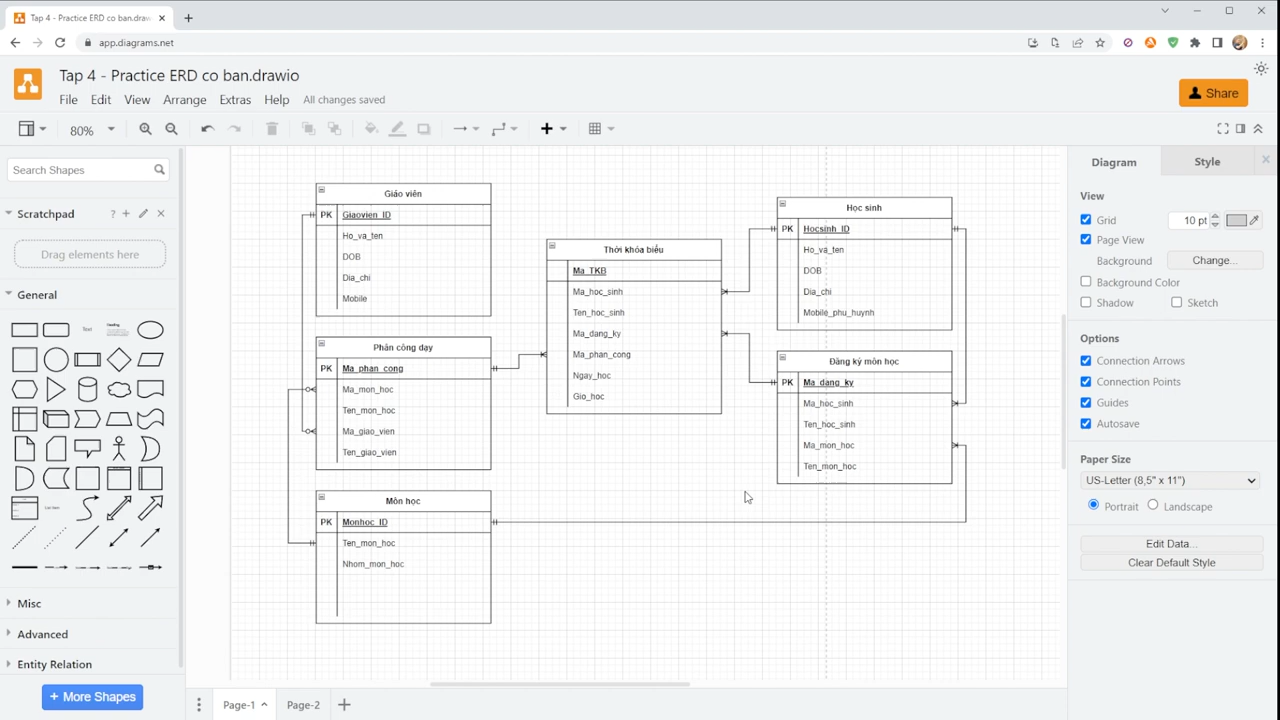 Tap 4 - Practice ERD co ban.draw
app.diagrams.net
Tap 4 - Practice ERD co ban.drawio
File Edit View Arrange Extras Help All changes saved
Share
80%
Search Shapes
Scratchpad
Drag elements here
General
Text
Heading
List Item
Misc
Advanced
Entity Relation
+ More Shapes
Giáo viên
PK Giaovien_ID
Ho_va_ten
DOB
Dia_chi
Mobile
Phân công dạy
PK Ma_phan_cong
Ma_mon_hoc
Ten_mon_hoc
Ma_giao_vien
Ten_giao_vien
Môn học
PK Monhoc_ID
Ten_mon_hoc
Nhom_mon_hoc
Thời khóa biểu
Ma_TKB
Ma_hoc_sinh
Ten_hoc_sinh
Ma_dang_ky
Ma_phan_cong
Ngay_hoc
Gio_hoc
Học sinh
PK Hocsinh_ID
Ho_va_ten
DOB
Dia_chi
Mobile_phu_huynh
Đăng ký môn học
PK Ma_dang_ky
Ma_hoc_sinh
Ten_hoc_sinh
Ma_mon_hoc
Ten_mon_hoc
Diagram Style
View
Grid 10 pt
Page View
Background Change...
Background Color
Shadow Sketch
Options
Connection Arrows
Connection Points
Guides
Autosave
Paper Size
US-Letter (8,5" x 11")
Portrait Landscape
Edit Data...
Clear Default Style
Page-1 Page-2